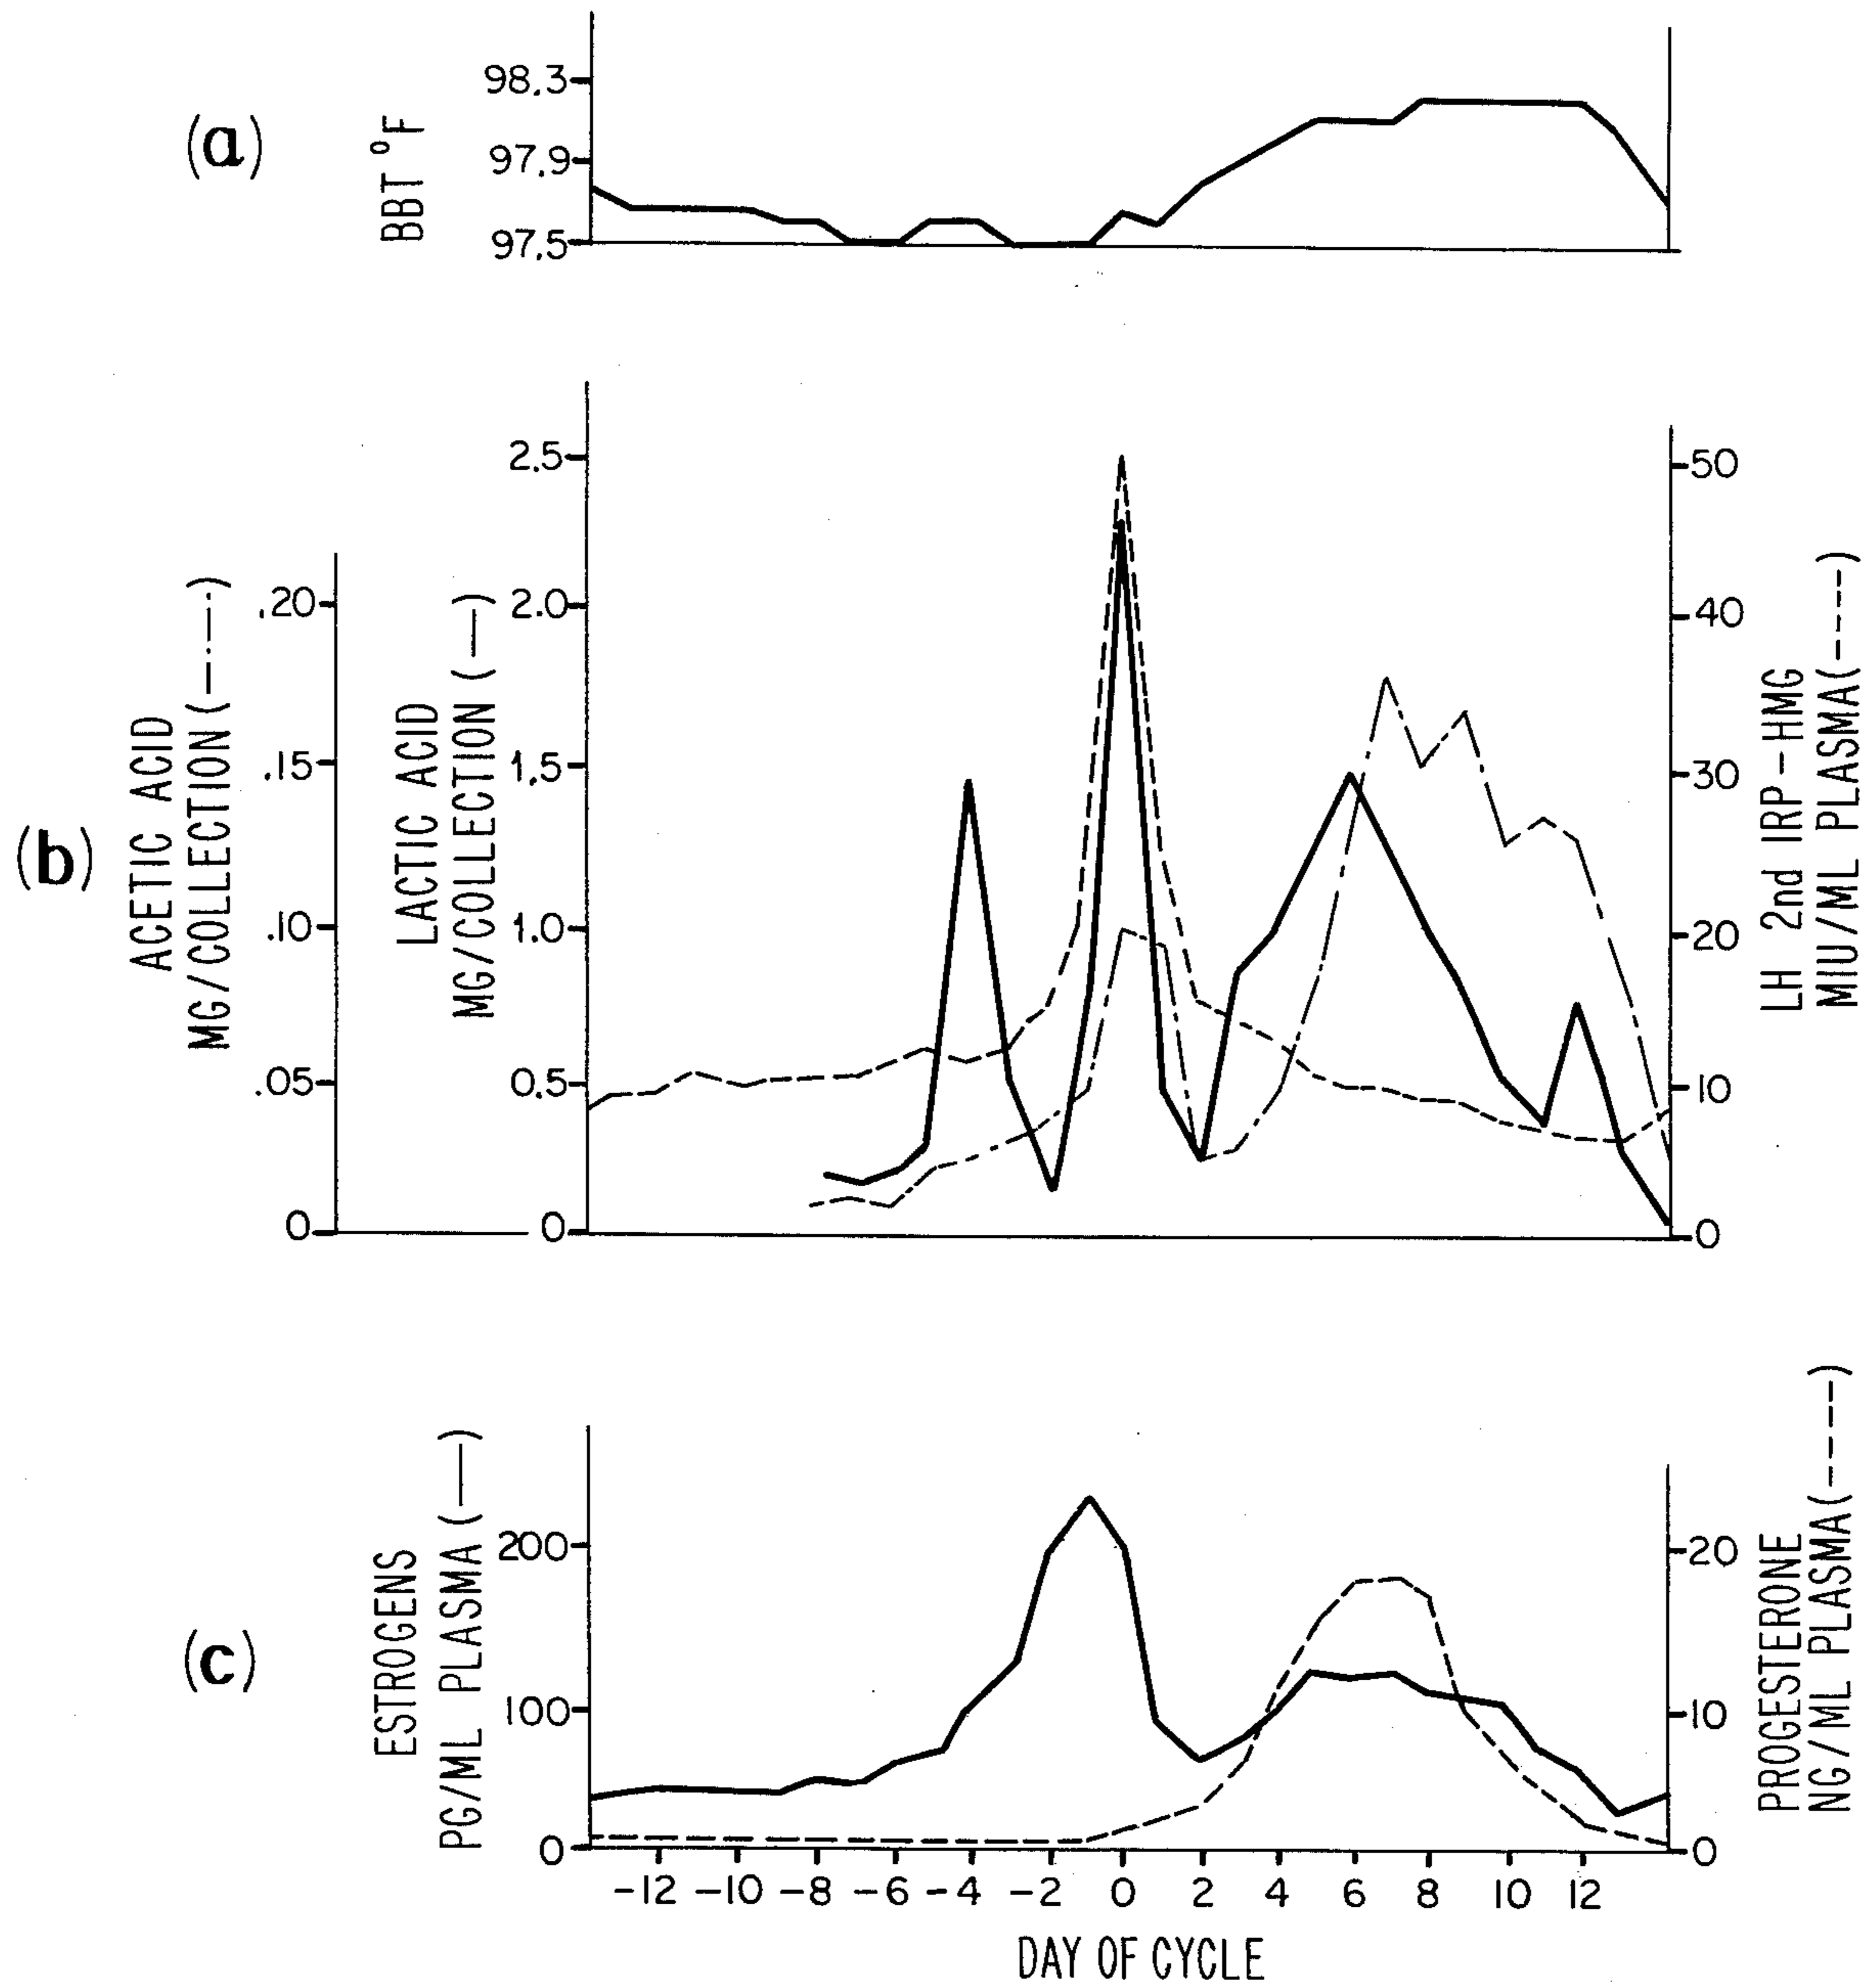 (a)
BBT °F
98.3
97.9
97.5
(b)
ACETIC ACID
MG/COLLECTION (—·—·—)
.20
.15
.10
.05
0
LACTIC ACID
MG/COLLECTION (—)
2.5
2.0
1.5
1.0
0.5
0
50
40
30
20
10
0
LH 2nd IRP-HMG
MIU/ML PLASMA(----)
(c)
ESTROGENS
PG/ML PLASMA (—)
200
100
0
20
10
0
PROGESTERONE
NG/ML PLASMA(----)
-12 -10 -8 -6 -4 -2 0 2 4 6 8 10 12
DAY OF CYCLE